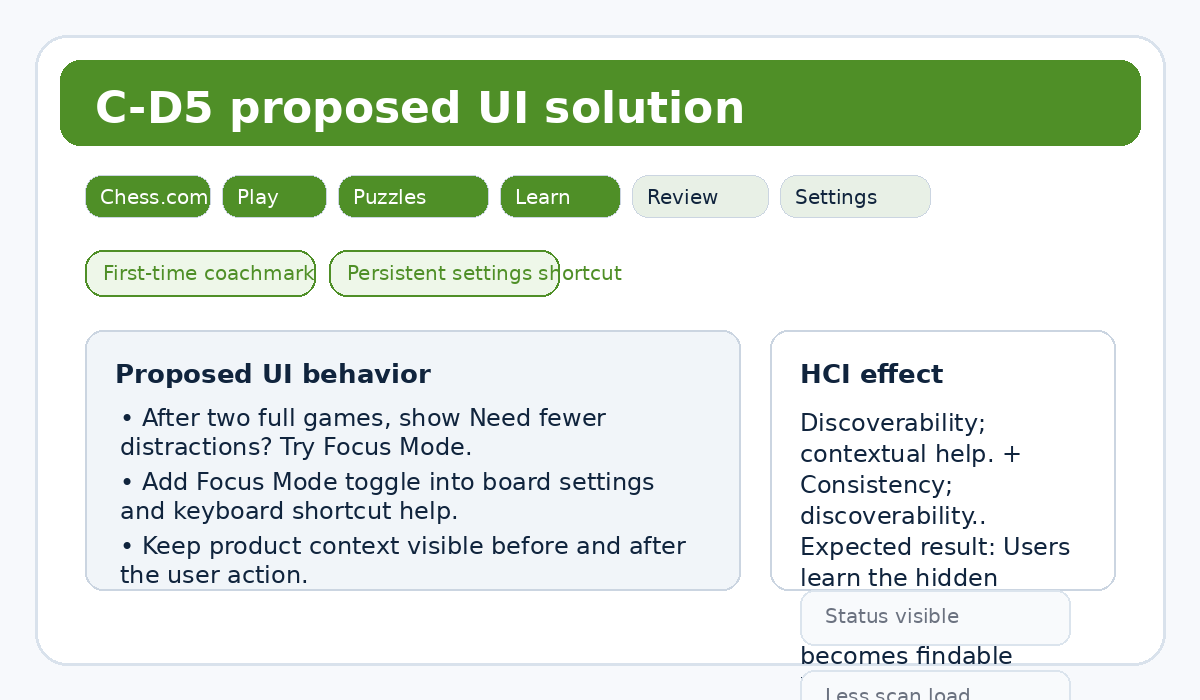 C-D5 proposed UI solution
Chess.com Play Puzzles Learn Review Settings
First-time coachmark Persistent settings shortcut
Proposed UI behavior
• After two full games, show Need fewer
distractions? Try Focus Mode.
• Add Focus Mode toggle into board settings
and keyboard shortcut help.
• Keep product context visible before and after
the user action.
HCI effect
Discoverability;
contextual help. +
Consistency;
discoverability..
Expected result: Users
learn the hidden
Status visible
becomes findable
Less scan load